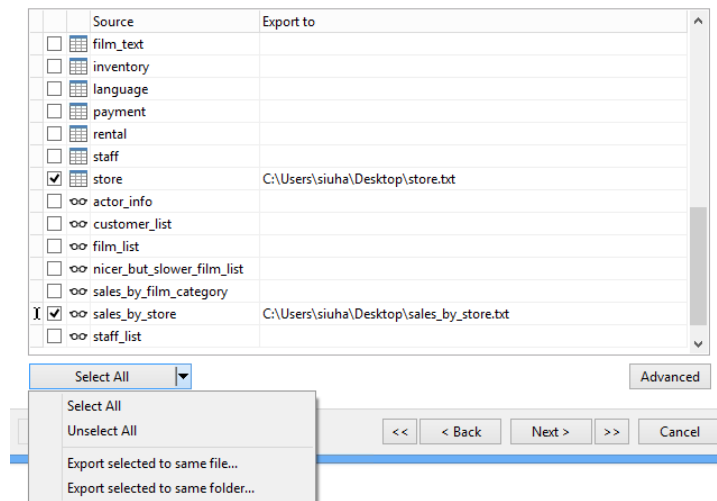 Source Export to
film_text
inventory
language
payment
rental
staff
store C:\Users\siuha\Desktop\store.txt
actor_info
customer_list
film_list
nicer_but_slower_film_list
sales_by_film_category
sales_by_store C:\Users\siuha\Desktop\sales_by_store.txt
staff_list
Select All Advanced
Select All
Unselect All
<< < Back Next > >> Cancel
Export selected to same file...
Export selected to same folder...